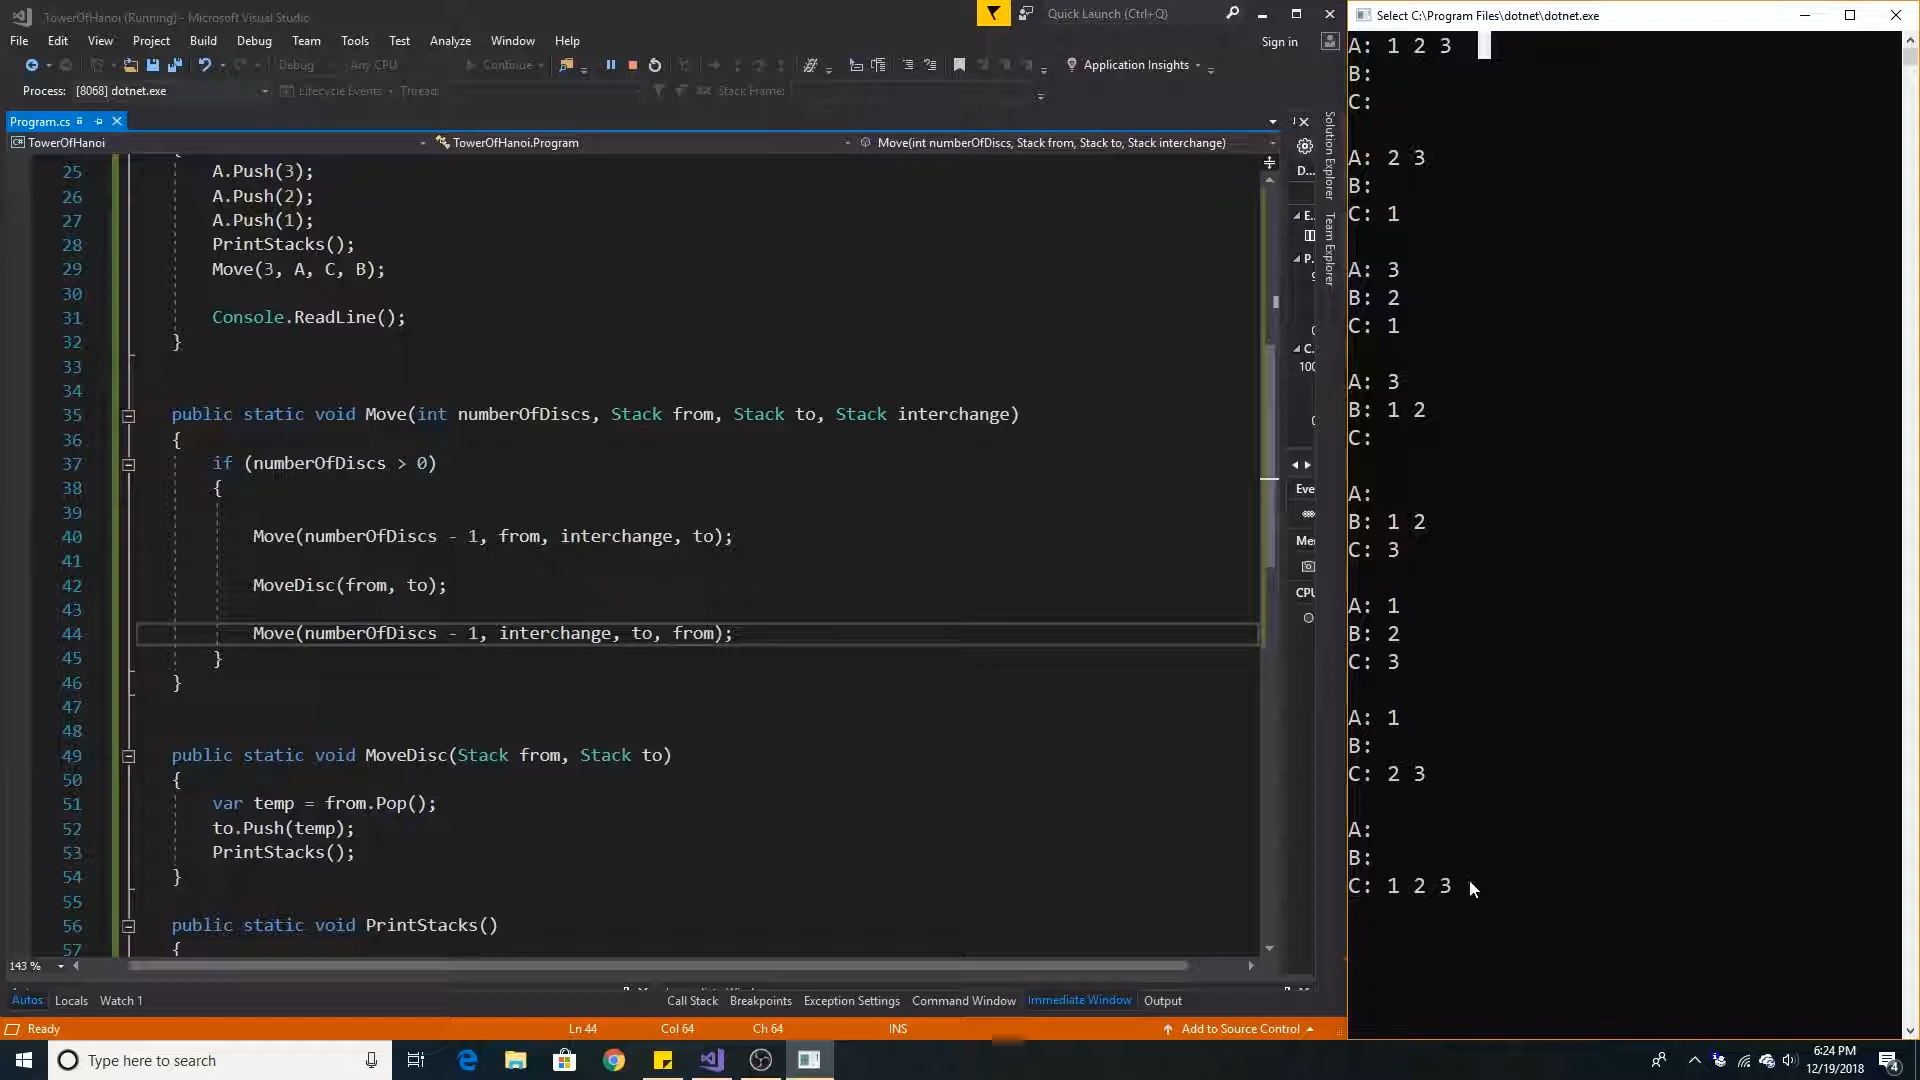 TowerOfHanoi (Running) - Microsoft Visual Studio
Quick Launch (Ctrl+Q)
File Edit View Project Build Debug Team Tools Test Analyze Window Help
Sign in
Debug Any CPU Continue Application Insights
Process: [8068] dotnet.exe Lifecycle Events Thread: Stack Frame:
Program.cs
TowerOfHanoi TowerOfHanoi.Program Move(int numberOfDiscs, Stack from, Stack to, Stack interchange)
25 A.Push(3);
26 A.Push(2);
27 A.Push(1);
28 PrintStacks();
29 Move(3, A, C, B);
30
31 Console.ReadLine();
32 }
33
34
35 public static void Move(int numberOfDiscs, Stack from, Stack to, Stack interchange)
36 {
37 if (numberOfDiscs > 0)
38 {
39
40 Move(numberOfDiscs - 1, from, interchange, to);
41
42 MoveDisc(from, to);
43
44 Move(numberOfDiscs - 1, interchange, to, from);
45 }
46 }
47
48
49 public static void MoveDisc(Stack from, Stack to)
50 {
51 var temp = from.Pop();
52 to.Push(temp);
53 PrintStacks();
54 }
55
56 public static void PrintStacks()
57 {
143 %
D...
E.
P.
C.
100
Eve
Me
CPU
Solution Explorer
Team Explorer
Autos Locals Watch 1
Call Stack Breakpoints Exception Settings Command Window Immediate Window Output
Ready Ln 44 Col 64 Ch 64 INS Add to Source Control
Select C:\Program Files\dotnet\dotnet.exe
A: 1 2 3
B:
C:
A: 2 3
B:
C: 1
A: 3
B: 2
C: 1
A: 3
B: 1 2
C:
A:
B: 1 2
C: 3
A: 1
B: 2
C: 3
A: 1
B:
C: 2 3
A:
B:
C: 1 2 3
Type here to search
6:24 PM
12/19/2018
4